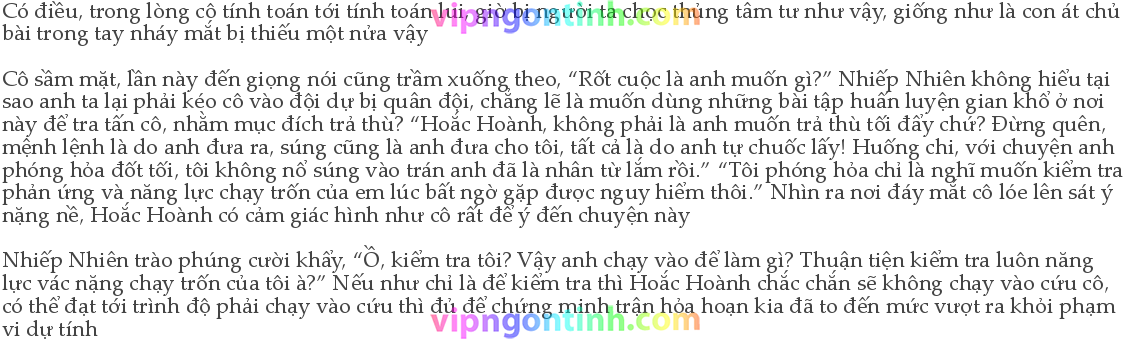 Có điều, trong lòng cô tính toán tới tính toán lui, giờ bị người ta chọc thủng tâm tư như vậy, giống như là con át chủ
bài trong tay nháy mắt bị thiếu một nửa vậy
Cô sầm mặt, lần này đến giọng nói cũng trầm xuống theo, “Rốt cuộc là anh muốn gì?” Nhiếp Nhiên không hiểu tại
sao anh ta lại phải kéo cô vào đội dự bị quân đội, chẳng lẽ là muốn dùng những bài tập huấn luyện gian khổ ở nơi
này để tra tấn cô, nhằm mục đích trả thù? “Hoắc Hoành, không phải là anh muốn trả thù tối đấy chứ? Đừng quên,
mệnh lệnh là do anh đưa ra, súng cũng là anh đưa cho tôi, tất cả là do anh tự chuốc lấy! Huống chi, với chuyện anh
phóng hỏa đốt tối, tôi không nổ súng vào trán anh đã là nhân từ lắm rồi.” “Tôi phóng hỏa chỉ là nghĩ muốn kiểm tra
phản ứng và năng lực chạy trốn của em lúc bất ngờ gặp được nguy hiểm thôi.” Nhìn ra nơi đáy mắt cô lóe lên sát ý
nặng nề, Hoắc Hoành có cảm giác hình như cô rất để ý đến chuyện này
Nhiếp Nhiên trào phúng cười khẩy, “Ồ, kiểm tra tôi? Vậy anh chạy vào để làm gì? Thuận tiện kiểm tra luôn năng
lực vác nặng chạy trốn của tôi à?” Nếu như chỉ là để kiểm tra thì Hoắc Hoành chắc chắn sẽ không chạy vào cứu cô,
có thể đạt tới trình độ phải chạy vào cứu thì đủ để chứng minh trận hỏa hoạn kia đã to đến mức vượt ra khỏi phạm
vi dự tính
vipngontinh.com
vipngontinh.com